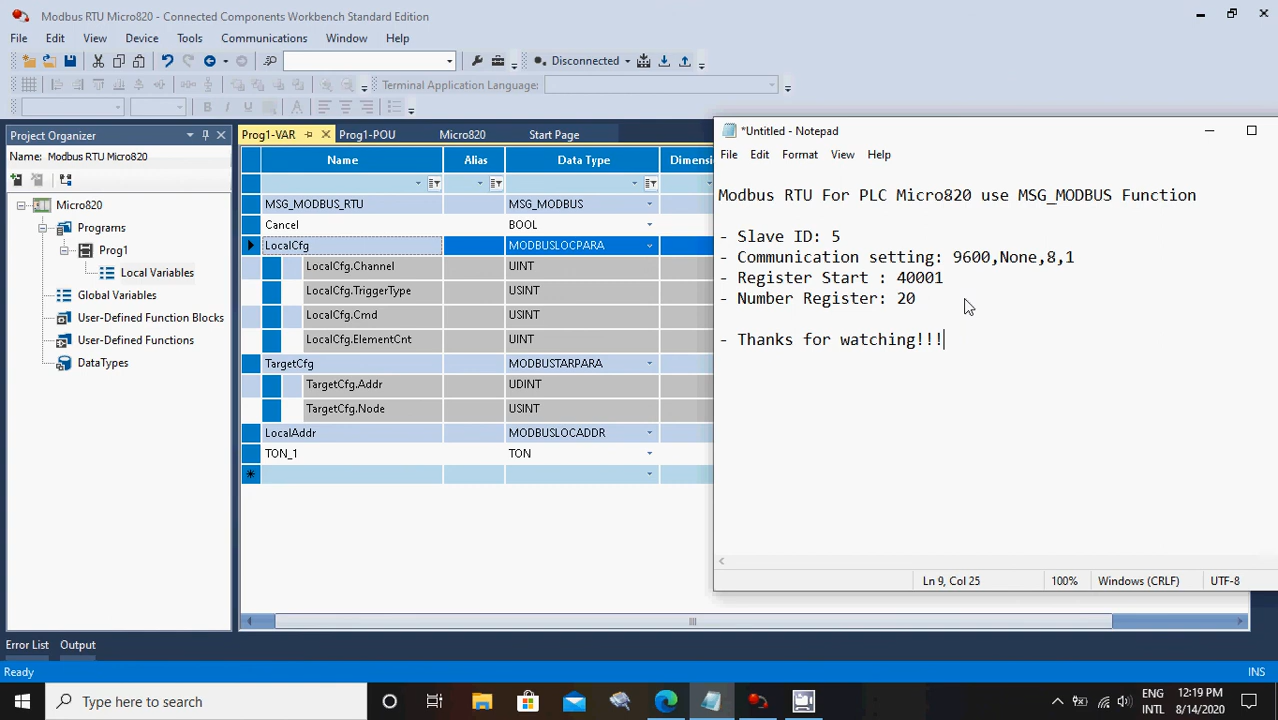 Modbus RTU Micro820 - Connected Components Workbench Standard Edition
File Edit View Device Tools Communications Window Help
Disconnected
Terminal Application Language:
Project Organizer
Name: Modbus RTU Micro820
Micro820
Programs
Prog1
Local Variables
Global Variables
User-Defined Function Blocks
User-Defined Functions
DataTypes
Prog1-VAR Prog1-POU Micro820 Start Page
Name Alias Data Type Dimensi
MSG_MODBUS_RTU MSG_MODBUS
Cancel BOOL
LocalCfg MODBUSLOCPARA
LocalCfg.Channel UINT
LocalCfg.TriggerType USINT
LocalCfg.Cmd USINT
LocalCfg.ElementCnt UINT
TargetCfg MODBUSTARPARA
TargetCfg.Addr UDINT
TargetCfg.Node USINT
LocalAddr MODBUSLOCADDR
TON_1 TON
*Untitled - Notepad
File Edit Format View Help
Modbus RTU For PLC Micro820 use MSG_MODBUS Function
- Slave ID: 5
- Communication setting: 9600,None,8,1
- Register Start : 40001
- Number Register: 20
- Thanks for watching!!!
Ln 9, Col 25 100% Windows (CRLF) UTF-8
Error List Output
Ready INS
Type here to search
ENG
INTL
12:19 PM
8/14/2020